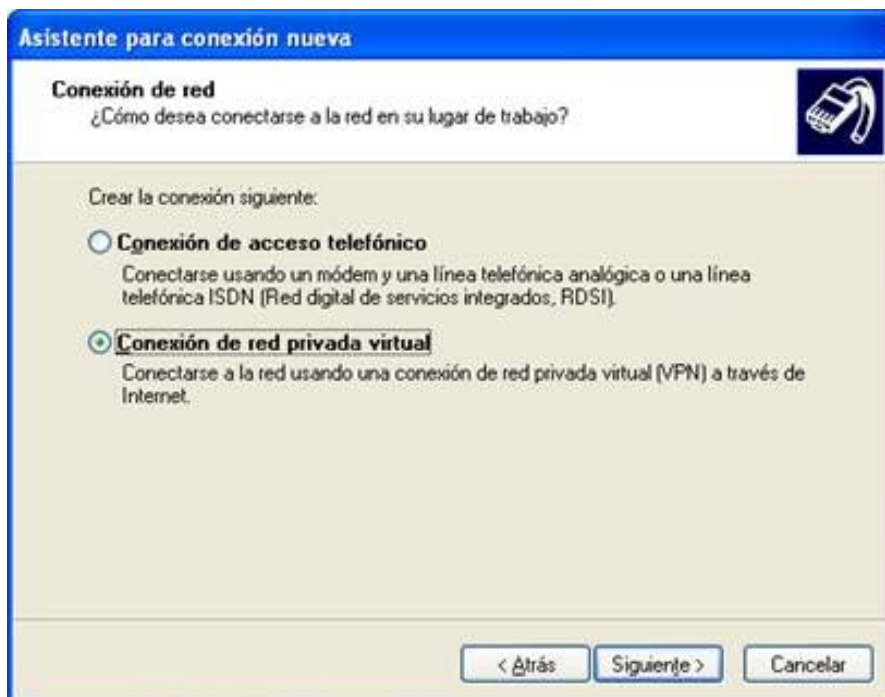 Asistente para conexión nueva
Conexión de red
¿Cómo desea conectarse a la red en su lugar de trabajo?
Crear la conexión siguiente:
Conexión de acceso telefónico
Conectarse usando un módem y una línea telefónica analógica o una línea
telefónica ISDN (Red digital de servicios integrados, RDSI).
Conexión de red privada virtual
Conectarse a la red usando una conexión de red privada virtual (VPN) a través de
Internet.
< Atrás
Siguiente >
Cancelar